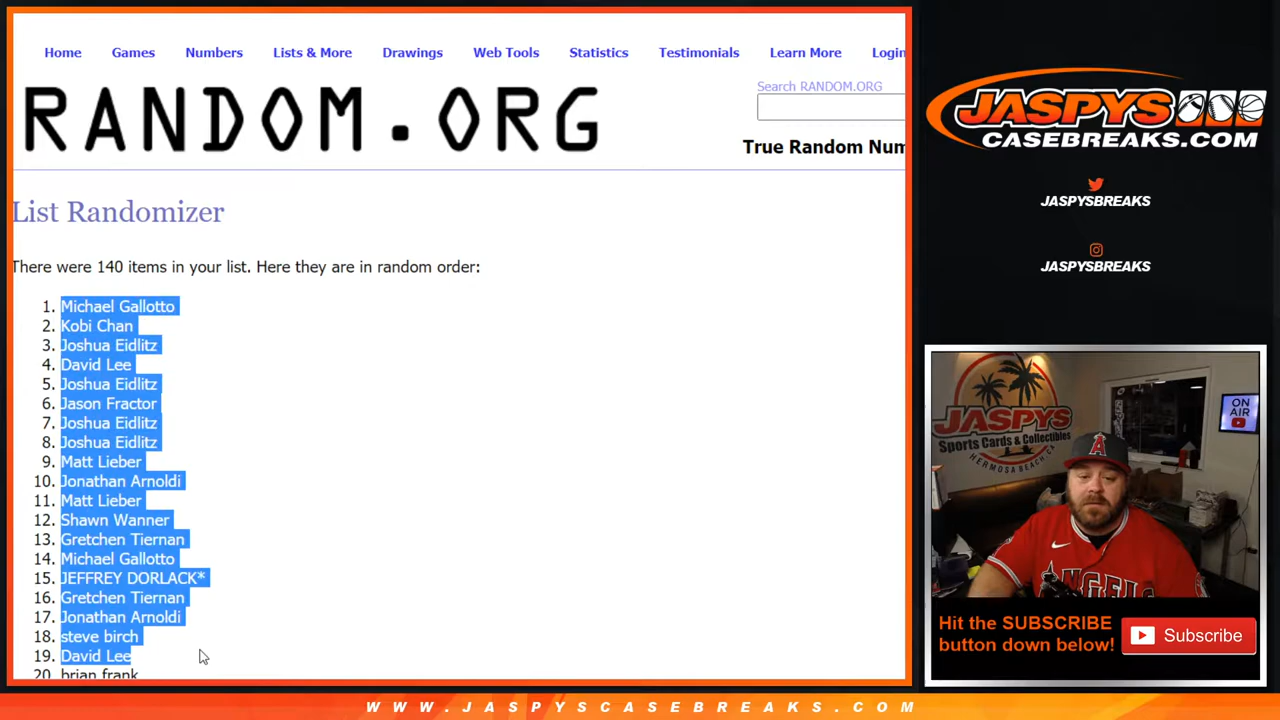 Home Games Numbers Lists & More Drawings Web Tools Statistics Testimonials Learn More Login
RANDOM.ORG
Search RANDOM.ORG
True Random Num
List Randomizer
There were 140 items in your list. Here they are in random order:
1. Michael Gallotto
2. Kobi Chan
3. Joshua Eidlitz
4. David Lee
5. Joshua Eidlitz
6. Jason Fractor
7. Joshua Eidlitz
8. Joshua Eidlitz
9. Matt Lieber
10. Jonathan Arnoldi
11. Matt Lieber
12. Shawn Wanner
13. Gretchen Tiernan
14. Michael Gallotto
15. JEFFREY DORLACK*
16. Gretchen Tiernan
17. Jonathan Arnoldi
18. steve birch
19. David Lee
20. brian frank
JASPYS
CASEBREAKS.COM
JASPYSBREAKS
JASPYSBREAKS
JASPYS
Sports Cards & Collectibles
HERMOSA BEACH, CA
ON
AIR
A
ANGELS
Hit the SUBSCRIBE
button down below!
Subscribe
WWW.JASPYSCASEBREAKS.COM